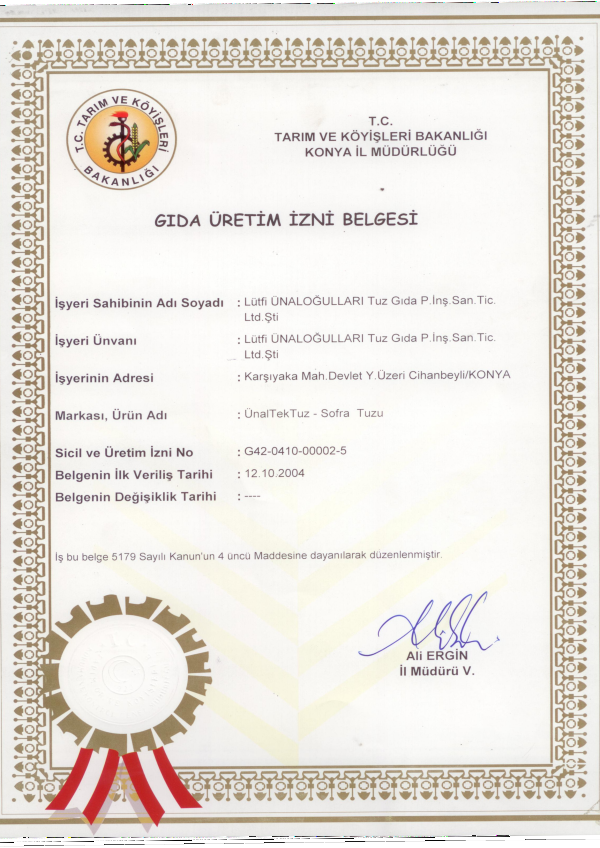 T.C. TARIM VE KÖYİŞLERİ
BAKANLIĞI
T.C.
TARIM VE KÖYİŞLERİ BAKANLIĞI
KONYA İL MÜDÜRLÜĞÜ
GIDA ÜRETİM İZNİ BELGESİ
İşyeri Sahibinin Adı Soyadı : Lütfi ÜNALOĞULLARI Tuz Gıda P.İnş.San.Tic.
Ltd.Şti
İşyeri Ünvanı : Lütfi ÜNALOĞULLARI Tuz Gıda P.İnş.San.Tic.
Ltd.Şti
İşyerinin Adresi : Karşıyaka Mah.Devlet Y.Üzeri Cihanbeyli/KONYA
Markası, Ürün Adı : ÜnalTekTuz - Sofra Tuzu
Sicil ve Üretim İzni No : G42-0410-00002-5
Belgenin İlk Veriliş Tarihi : 12.10.2004
Belgenin Değişiklik Tarihi : ----
İş bu belge 5179 Sayılı Kanun'un 4 üncü Maddesine dayanılarak düzenlenmiştir.
Ali ERGİN
İl Müdürü V.